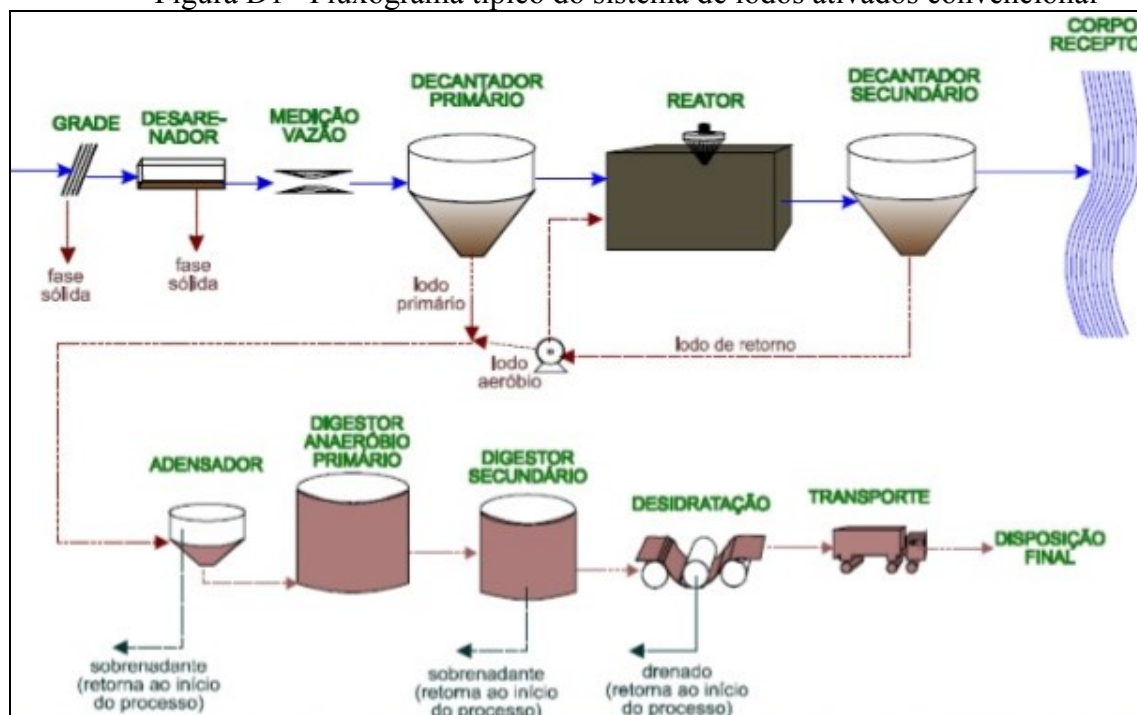 Figura D1 - Fluxograma típico do sistema de lodos ativados convencional
CORPO
RECEPTO
DECANTADOR
PRIMÁRIO
DECANTADOR
SECUNDÁRIO
REATOR
MEDIÇÃO
VAZÃO
DESARE-
NADOR
GRADE
fase
sólida
fase
sólida
lodo
primário
lodo
aeróbio
lodo de retorno
DIGESTOR
ANAERÓBIO
PRIMÁRIO
DIGESTOR
SECUNDÁRIO
ADENSADOR
DESIDRATAÇÃO
TRANSPORTE
DISPOSIÇÃO
FINAL
sobrenadante
(retorna ao início
do processo)
sobrenadante
(retorna ao início
do processo)
drenado
(retorna ao início
do processo)